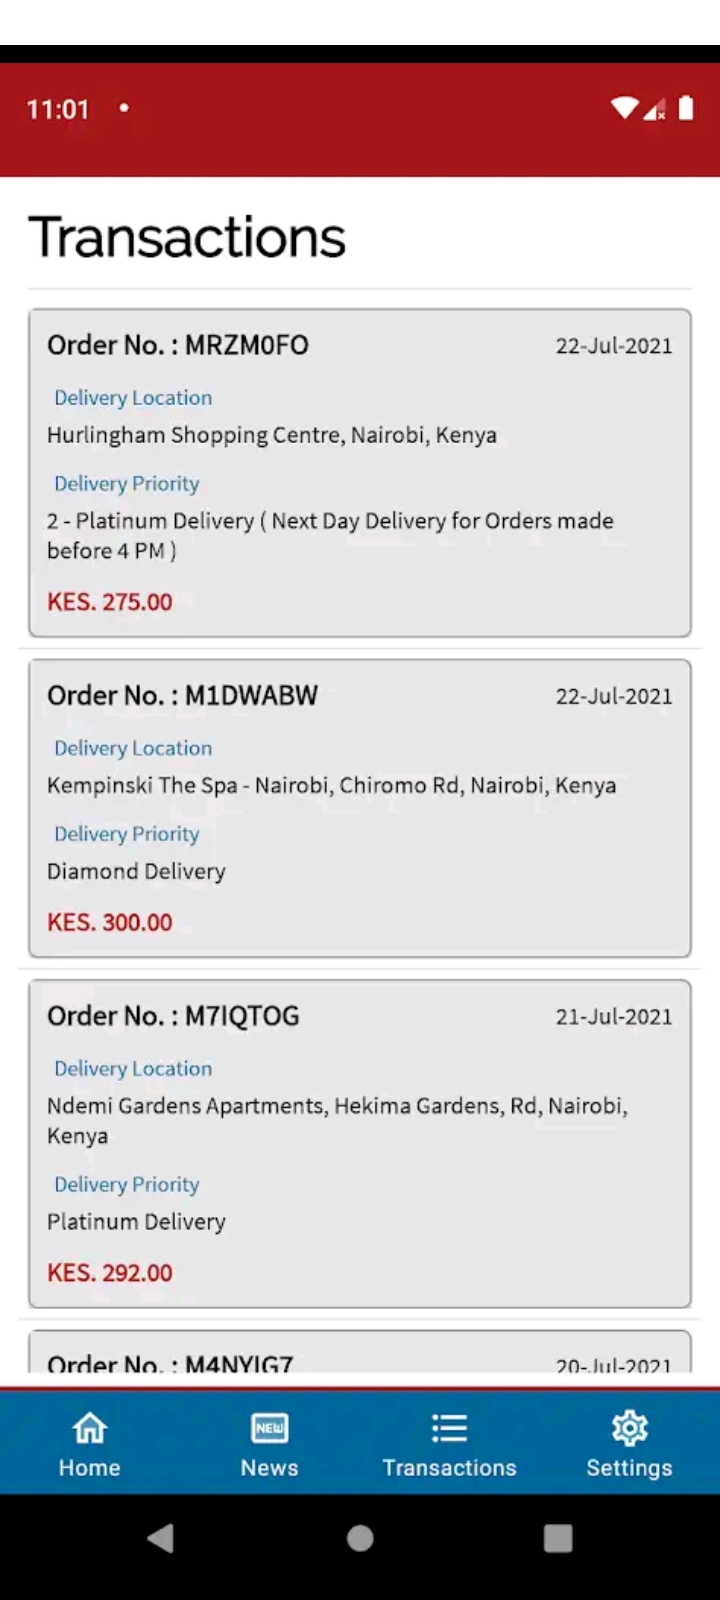 11:01
Transactions
Order No. : MRZM0FO 22-Jul-2021
Delivery Location
Hurlingham Shopping Centre, Nairobi, Kenya
Delivery Priority
2 - Platinum Delivery ( Next Day Delivery for Orders made
before 4 PM )
KES. 275.00
Order No. : M1DWABW 22-Jul-2021
Delivery Location
Kempinski The Spa - Nairobi, Chiromo Rd, Nairobi, Kenya
Delivery Priority
Diamond Delivery
KES. 300.00
Order No. : M7IQTOG 21-Jul-2021
Delivery Location
Ndemi Gardens Apartments, Hekima Gardens, Rd, Nairobi,
Kenya
Delivery Priority
Platinum Delivery
KES. 292.00
Order No. : M4NYIG7 20-Jul-2021
NEW
Home News Transactions Settings